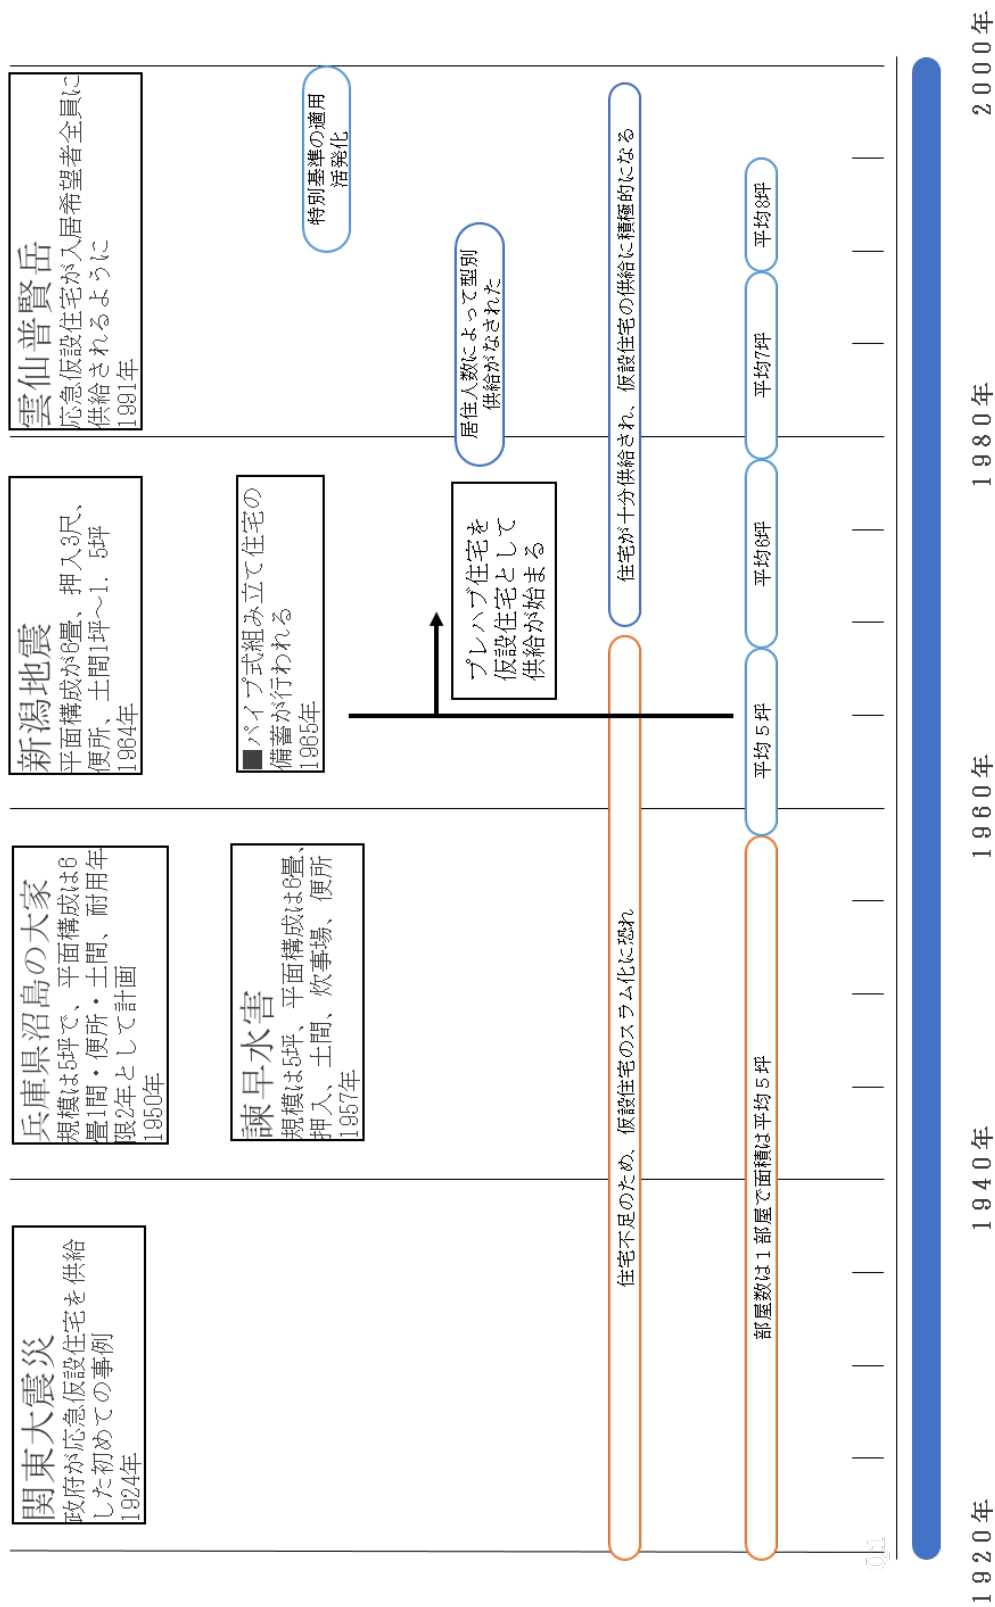 関東大震災
政府が応急仮設住宅を供給
した初めての事例
1924年
兵庫県沼島の大家
規模は5坪で、平面構成は6
畳1間・便所・土間、耐用年
限2年として計画
1950年
諫早水害
規模は5坪、平面構成は6畳、
押入、土間、炊事場、便所
1957年
新潟地震
平面構成が6畳、押入3尺、
便所、土間1坪～1．5坪
1964年
■パイプ式組み立て住宅の
備蓄が行われる
1965年
雲仙普賢岳
応急仮設住宅が入居希望者全員に
供給されるように
1991年
特別基準の適用
活発化
居住人数によって型別
供給がなされた
プレハブ住宅を
仮設住宅として
供給が始まる
住宅不足のため、仮設住宅のスラム化に恐れ
住宅が十分供給され、仮設住宅の供給に積極的になる
部屋数は１部屋で面積は平均５坪
平均５坪
平均6坪
平均7坪
平均8坪
Q1
1920年
1940年
1960年
1980年
2000年